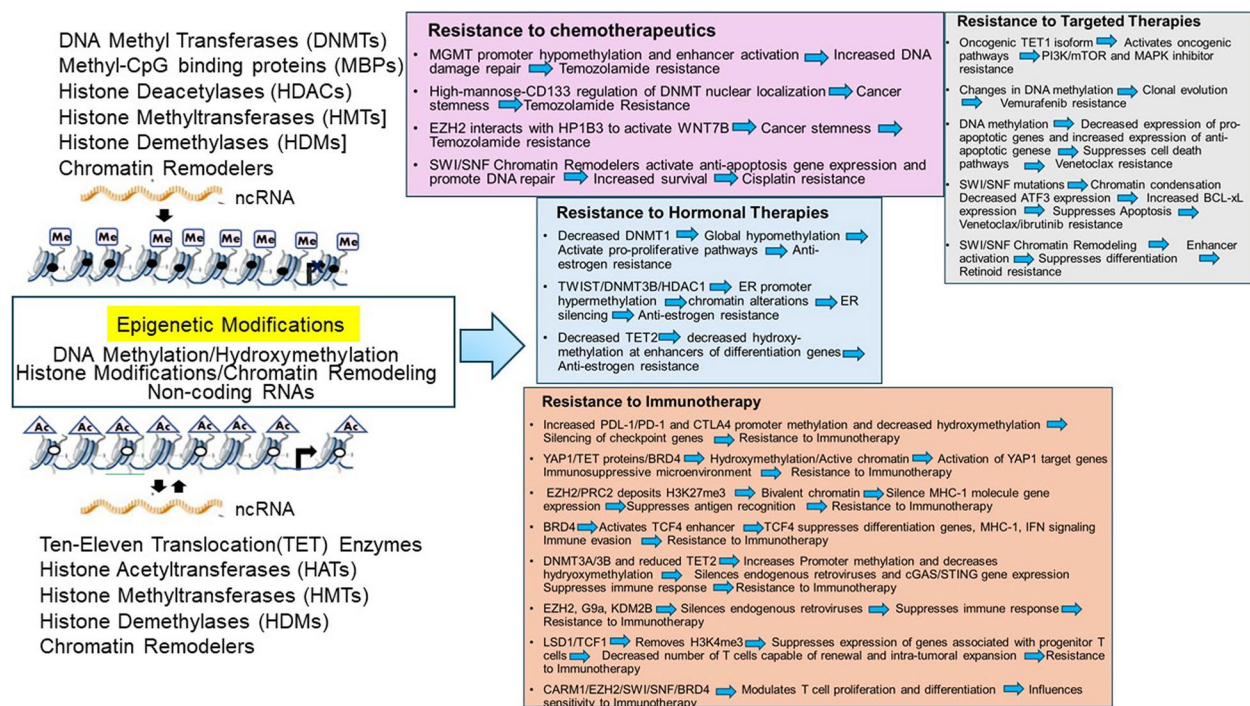 DNA Methyl Transferases (DNMTs)
Methyl-CpG binding proteins (MBPs)
Histone Deacetylases (HDACs)
Histone Methyltransferases (HMTs]
Histone Demethylases (HDMs]
Chromatin Remodelers
ncRNA
Me Me Me Me Me Me Me Me
Epigenetic Modifications
DNA Methylation/Hydroxymethylation
Histone Modifications/Chromatin Remodeling
Non-coding RNAs
Ac Ac Ac Ac Ac Ac Ac Ac
ncRNA
Ten-Eleven Translocation(TET) Enzymes
Histone Acetyltransferases (HATs)
Histone Methyltransferases (HMTs)
Histone Demethylases (HDMs)
Chromatin Remodelers
Resistance to chemotherapeutics
• MGMT promoter hypomethylation and enhancer activation Increased DNA
damage repair Temozolamide resistance
• High-mannose-CD133 regulation of DNMT nuclear localization Cancer
stemness Temozolamide Resistance
• EZH2 interacts with HP1B3 to activate WNT7B Cancer stemness
Temozolamide resistance
• SWI/SNF Chromatin Remodelers activate anti-apoptosis gene expression and
promote DNA repair Increased survival Cisplatin resistance
Resistance to Hormonal Therapies
• Decreased DNMT1 Global hypomethylation
Activate pro-proliferative pathways Anti-
estrogen resistance
• TWIST/DNMT3B/HDAC1 ER promoter
hypermethylation chromatin alterations ER
silencing Anti-estrogen resistance
• Decreased TET2 decreased hydroxy-
methylation at enhancers of differentiation genes
Anti-estrogen resistance
Resistance to Targeted Therapies
• Oncogenic TET1 isoform Activates oncogenic
pathways PI3K/mTOR and MAPK inhibitor
resistance
• Changes in DNA methylation Clonal evolution
Vemurafenib resistance
• DNA methylation Decreased expression of pro-
apoptotic genes and increased expression of anti-
apoptotic genese Suppresses cell death
pathways Venetoclax resistance
• SWI/SNF mutations Chromatin condensation
Decreased ATF3 expression Increased BCL-xL
expression Suppresses Apoptosis
Venetoclax/ibrutinib resistance
• SWI/SNF Chromatin Remodeling Enhancer
activation Suppresses differentiation
Retinoid resistance
Resistance to Immunotherapy
• Increased PDL-1/PD-1 and CTLA4 promoter methylation and decreased hydroxymethylation
Silencing of checkpoint genes Resistance to Immunotherapy
• YAP1/TET proteins/BRD4 Hydroxymethylation/Active chromatin Activation of YAP1 target genes
Immunosuppressive microenvironment Resistance to Immunotherapy
• EZH2/PRC2 deposits H3K27me3 Bivalent chromatin Silence MHC-1 molecule gene
expression Suppresses antigen recognition Resistance to Immunotherapy
• BRD4 Activates TCF4 enhancer TCF4 suppresses differentiation genes, MHC-1, IFN signaling
Immune evasion Resistance to Immunotherapy
• DNMT3A/3B and reduced TET2 Increases Promoter methylation and decreases
hydryoxymethylation Silences endogenous retroviruses and cGAS/STING gene expression
Suppresses immune response Resistance to Immunotherapy
• EZH2, G9a, KDM2B Silences endogenous retroviruses Suppresses immune response
Resistance to Immunotherapy
• LSD1/TCF1 Removes H3K4me3 Suppresses expression of genes associated with progenitor T
cells Decreased number of T cells capable of renewal and intra-tumoral expansion Resistance
to Immunotherapy
• CARM1/EZH2/SWI/SNF/BRD4 Modulates T cell proliferation and differentiation Influences
sensitivity to Immunotherapy